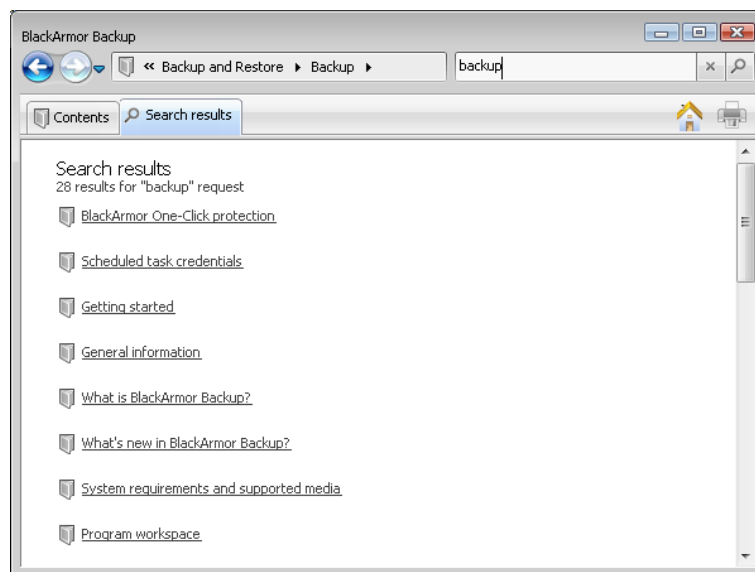 BlackArmor Backup
« Backup and Restore Backup backup
Contents Search results
Search results
28 results for "backup" request
BlackArmor One-Click protection
Scheduled task credentials
Getting started
General information
What is BlackArmor Backup?
What's new in BlackArmor Backup?
System requirements and supported media
Program workspace